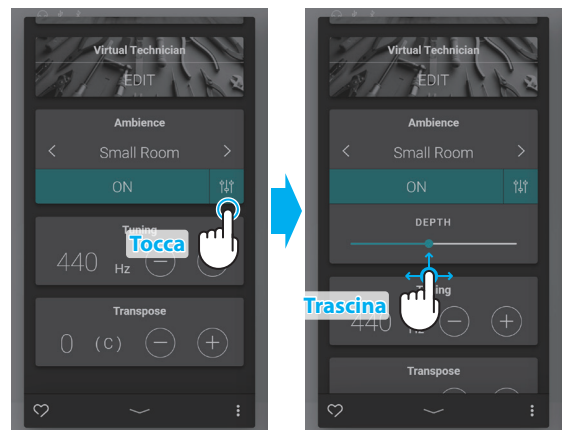 Virtual Technician
EDIT
Ambience
Small Room
ON
Tuning
Tocca
440 Hz
Transpose
0 (C)
Virtual Technician
EDIT
Ambience
Small Room
ON
DEPTH
Trascina
440
Transpose